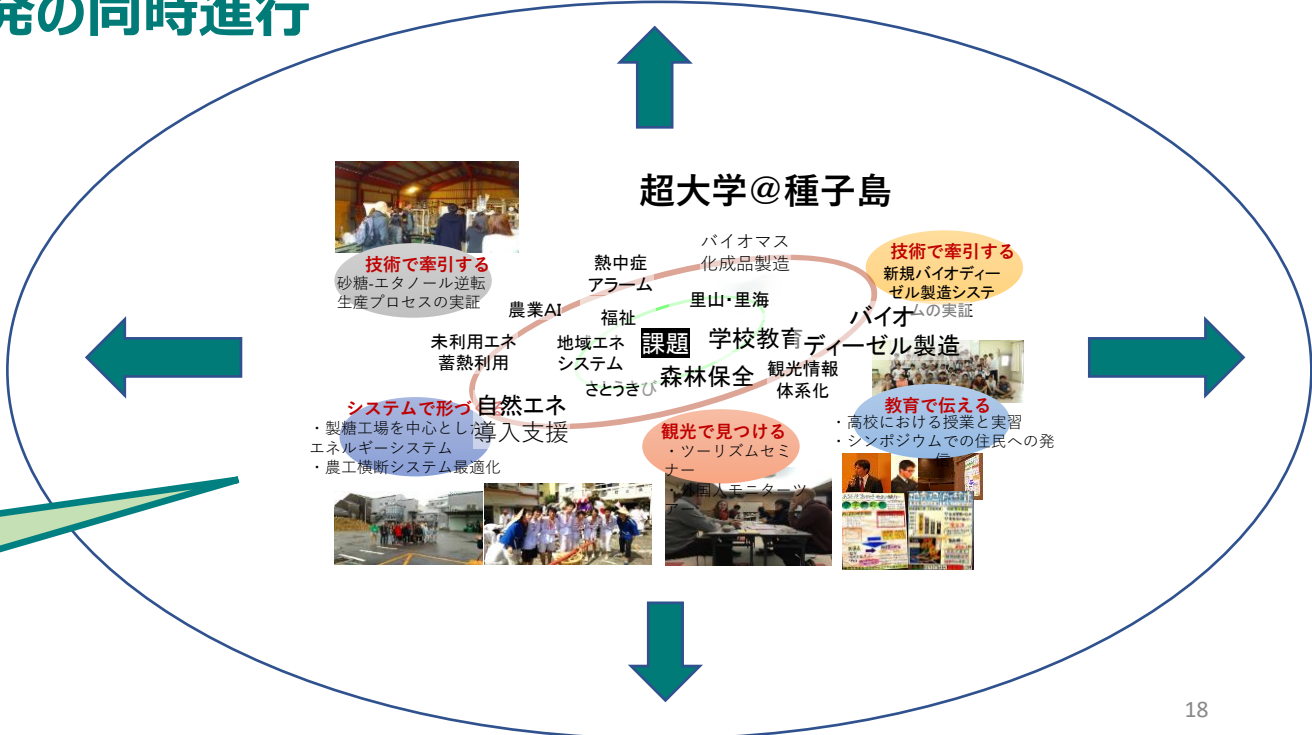 発の同時進行
超大学@種子島
技術で牽引する
砂糖-エタノール逆転
生産プロセスの実証
熱中症
アラーム
バイオマス
化成品製造
技術で牽引する
新規バイオディー
ゼル製造システ
ムの実証
農業AI
福祉
里山・里海
バイオ
ディーゼル製造
未利用エネ
蓄熱利用
地域エネ
システム
課題
学校教育
さとうきび
森林保全
観光情報
体系化
システムで形づ
・製糖工場を中心とした
エネルギーシステム
・農工横断システム最適化
自然エネ
導入支援
観光で見つける
・ツーリズムセミ
ナー
・外国人モニターツ
アー
教育で伝える
・高校における授業と実習
・シンポジウムでの住民への発
信
18